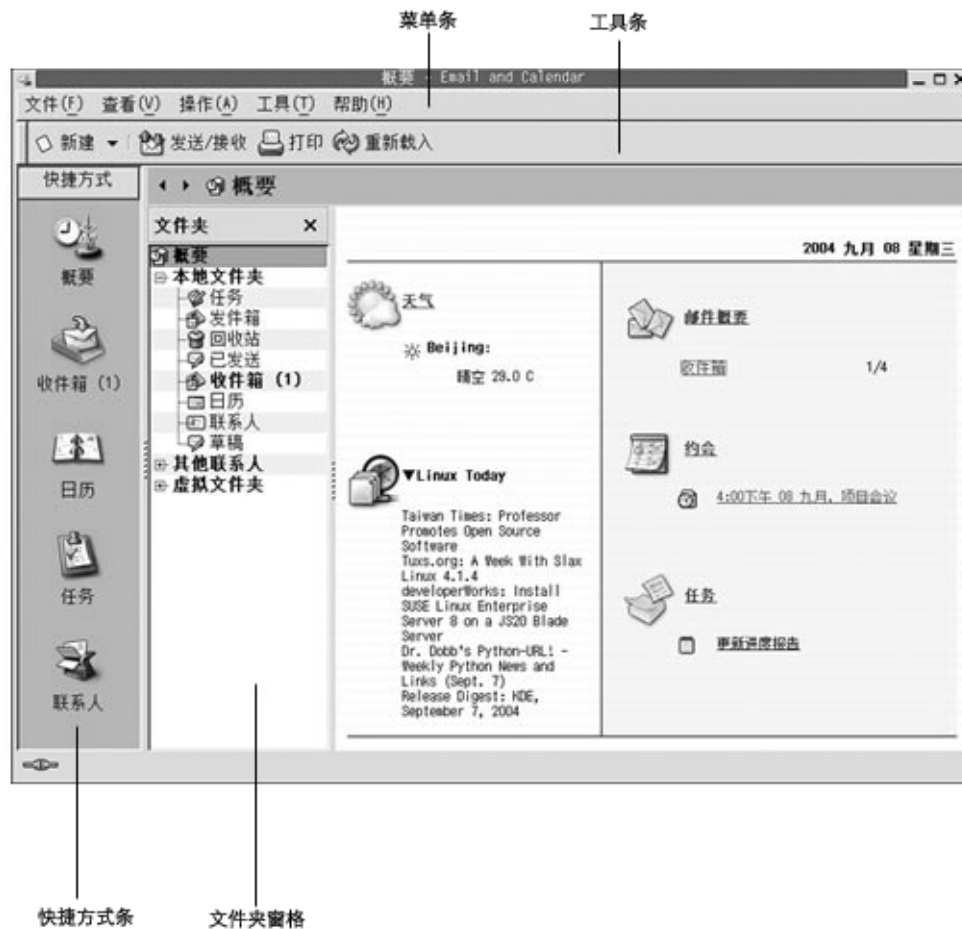 菜单条
工具条
概要 - Email and Calendar
文件(F) 查看(V) 操作(A) 工具(T) 帮助(H)
新建 发送/接收 打印 重新载入
快捷方式
概要
收件箱 (1)
日历
任务
联系人
概要
文件夹
概要
本地文件夹
任务
发件箱
回收站
已发送
收件箱 (1)
日历
联系人
草稿
其他联系人
虚拟文件夹
2004 九月 08 星期三
天气
Beijing:
晴空 29.0 C
▼Linux Today
Taiwan Times: Professor
Promotes Open Source
Software
Tuxs.org: A Week With Slax
Linux 4.1.4
developerWorks: Install
SUSE Linux Enterprise
Server 8 on a JS20 Blade
Server
Dr. Dobb's Python-URL! -
Weekly Python News and
Links (Sept. 7)
Release Digest: KDE,
September 7, 2004
邮件概要
收件箱 1/4
约会
4:00下午 08 九月, 项目会议
任务
更新进度报告
快捷方式条
文件夹窗格